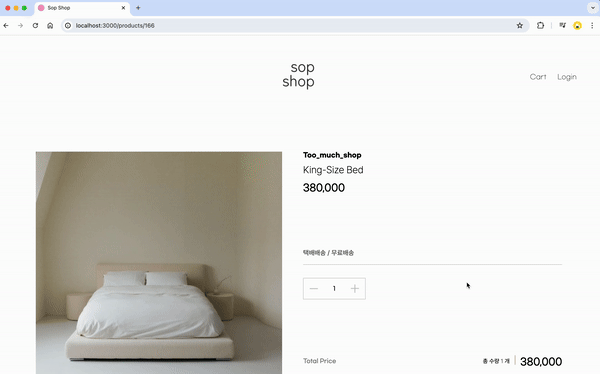 Sop Shop
localhost:3000/products/166
sop
shop
Cart Login
Too_much_shop
King-Size Bed
380,000
택배배송 / 무료배송
1
Total Price 총 수량 1 개 380,000